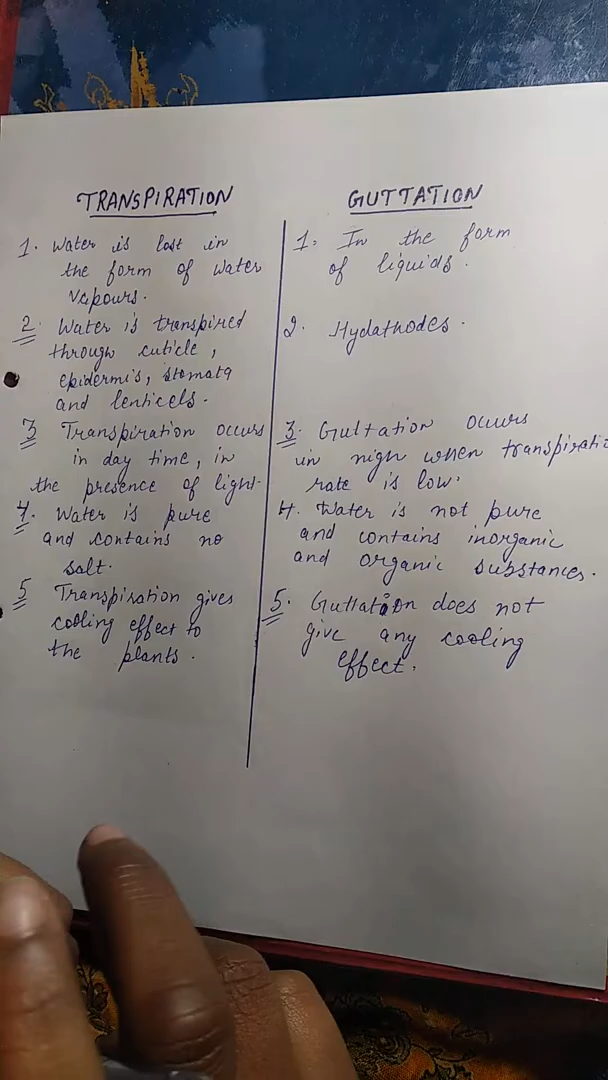 TRANSPIRATION
1. Water is lost in
the form of water
vapours.
2. Water is transpired
through cuticle,
epidermis, stomata
and lenticels.
3 Transpiration occurs
in day time, in
the presence of light.
4. Water is pure
and contains no
salt.
5 Transpiration gives
cooling effect to
the plants.
GUTTATION
1. In the form
of liquids.
2. Hydathodes.
3. Guttation occurs
in nigh when transpiratio
rate is low.
4. Water is not pure
and contains inorganic
and organic substances.
5. Guttation does not
give any cooling
effect.